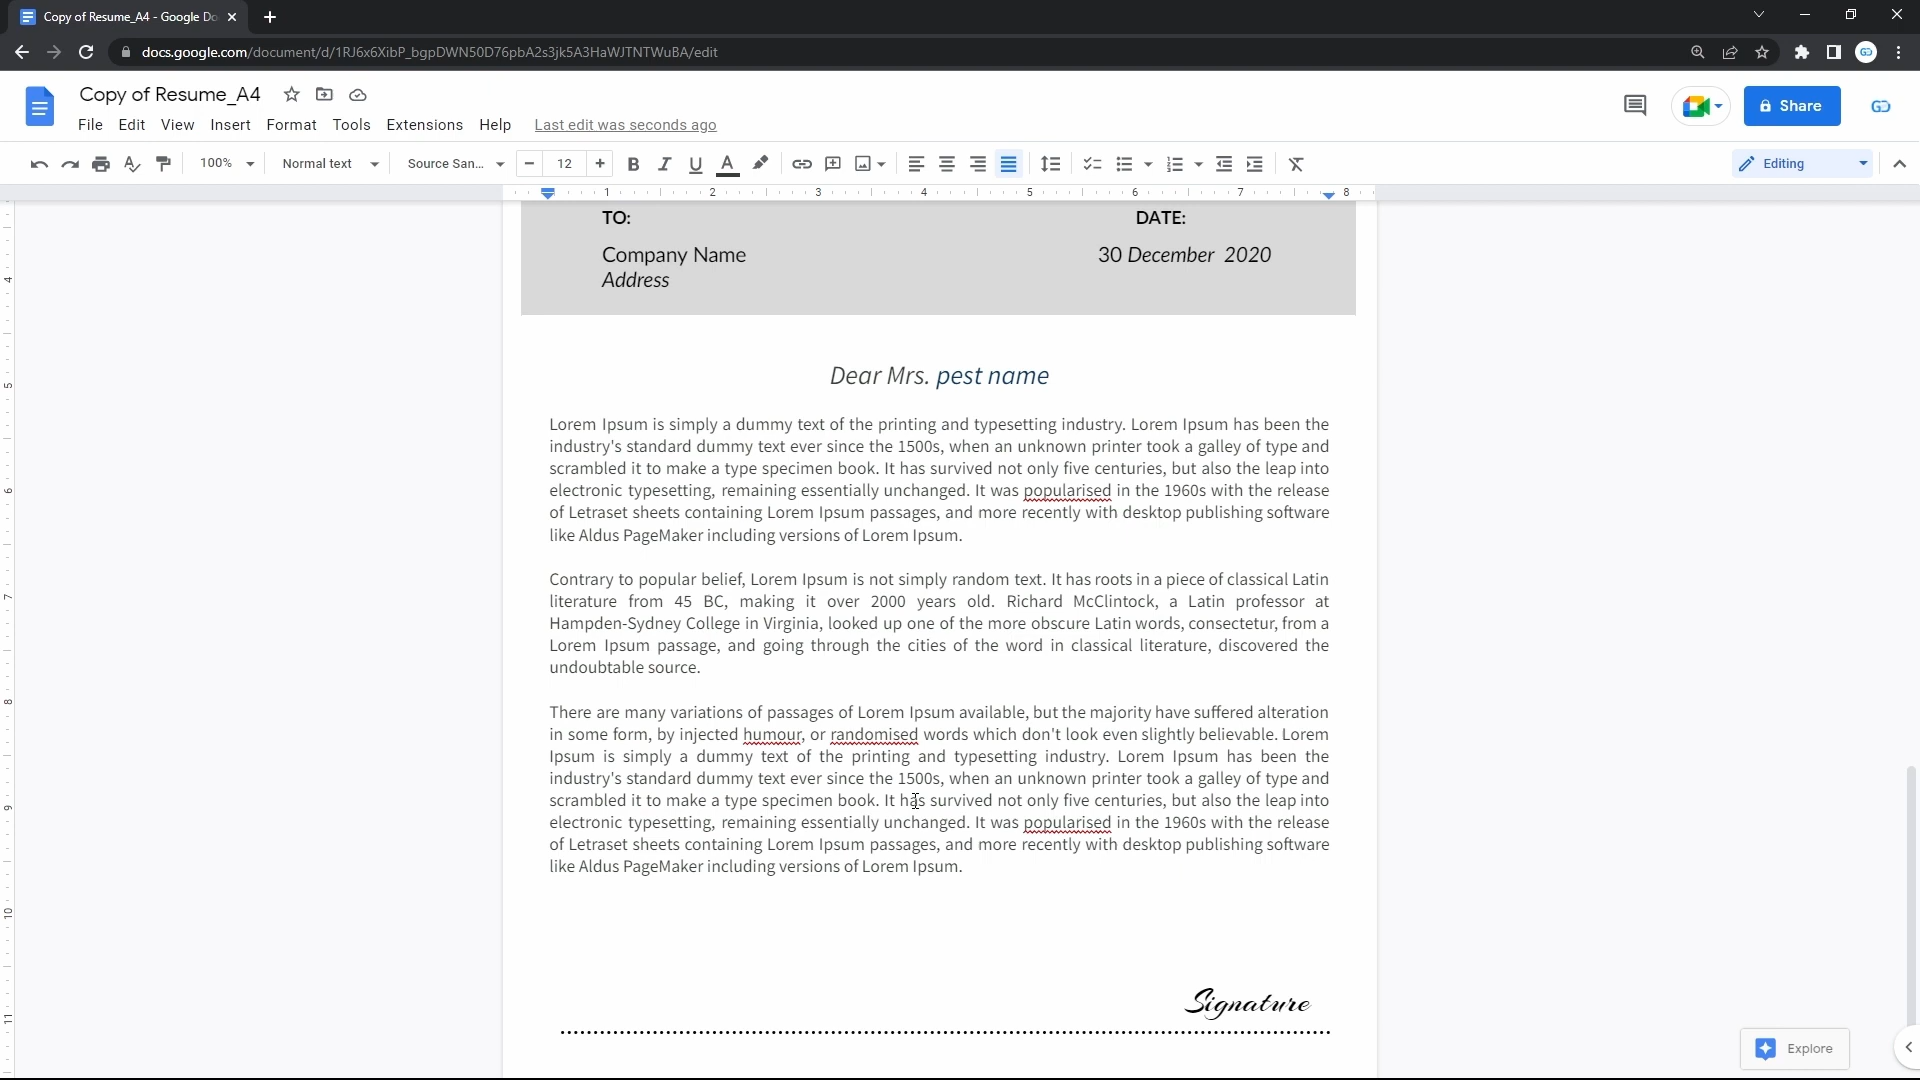 Copy of Resume_A4 - Google Do
docs.google.com/document/d/1RJ6x6XibP_bgpDWN50D76pbA2s3jk5A3HaWJTNTWuBA/edit
Copy of Resume_A4
File Edit View Insert Format Tools Extensions Help Last edit was seconds ago
Share
100% Normal text Source San... 12 Editing
1 2 3 4 5 6 7 8
TO: DATE:
Company Name 30 December 2020
Address
Dear Mrs. pest name
Lorem Ipsum is simply a dummy text of the printing and typesetting industry. Lorem Ipsum has been the
industry's standard dummy text ever since the 1500s, when an unknown printer took a galley of type and
scrambled it to make a type specimen book. It has survived not only five centuries, but also the leap into
electronic typesetting, remaining essentially unchanged. It was popularised in the 1960s with the release
of Letraset sheets containing Lorem Ipsum passages, and more recently with desktop publishing software
like Aldus PageMaker including versions of Lorem Ipsum.
Contrary to popular belief, Lorem Ipsum is not simply random text. It has roots in a piece of classical Latin
literature from 45 BC, making it over 2000 years old. Richard McClintock, a Latin professor at
Hampden-Sydney College in Virginia, looked up one of the more obscure Latin words, consectetur, from a
Lorem Ipsum passage, and going through the cities of the word in classical literature, discovered the
undoubtable source.
There are many variations of passages of Lorem Ipsum available, but the majority have suffered alteration
in some form, by injected humour, or randomised words which don't look even slightly believable. Lorem
Ipsum is simply a dummy text of the printing and typesetting industry. Lorem Ipsum has been the
industry's standard dummy text ever since the 1500s, when an unknown printer took a galley of type and
scrambled it to make a type specimen book. It has survived not only five centuries, but also the leap into
electronic typesetting, remaining essentially unchanged. It was popularised in the 1960s with the release
of Letraset sheets containing Lorem Ipsum passages, and more recently with desktop publishing software
like Aldus PageMaker including versions of Lorem Ipsum.
Signature
4
5
6
7
8
9
10
11
Explore